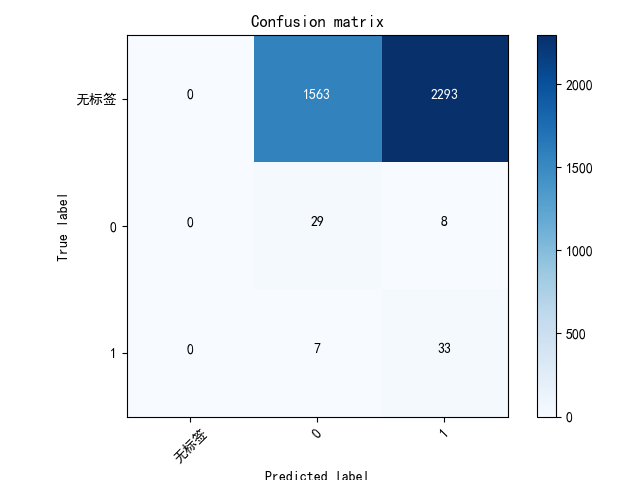 Confusion matrix
无标签 0 1563 2293
0 0 29 8
1 0 7 33
True label
无标签 0 1
Predicted label
2000
1500
1000
500
0